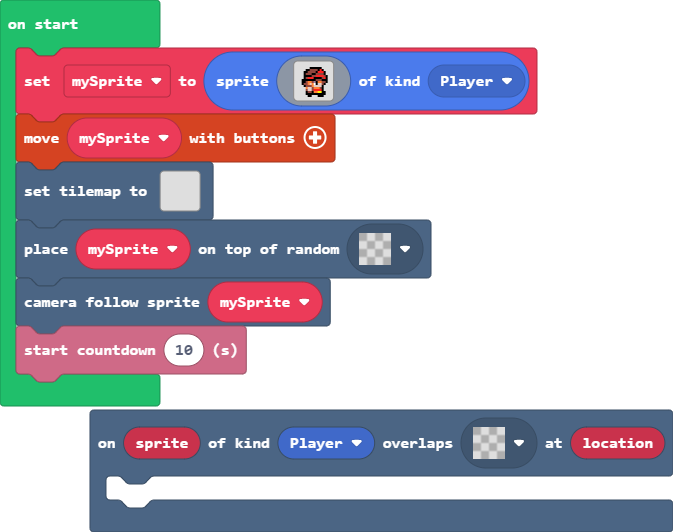 on start
set mySprite to sprite of kind Player
move mySprite with buttons
set tilemap to
place mySprite on top of random
camera follow sprite mySprite
start countdown 10 (s)
on sprite of kind Player overlaps at location